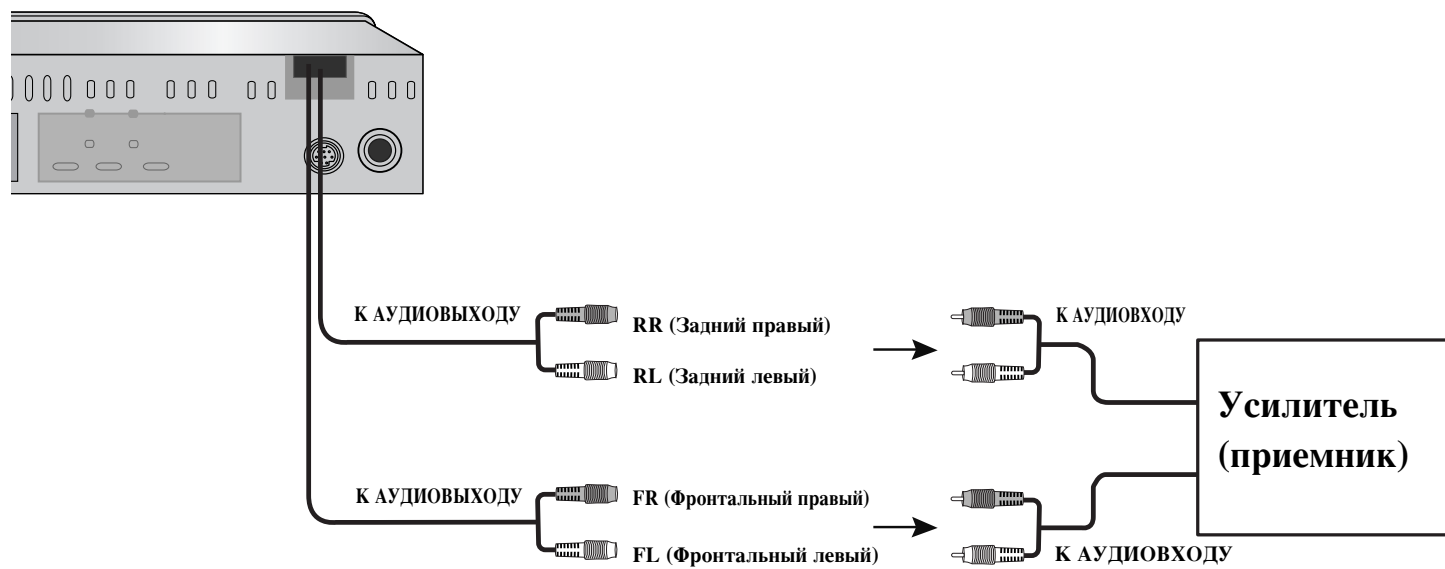 К АУДИОВЫХОДУ
RR (Задний правый)
RL (Задний левый)
К АУДИОВХОДУ
Усилитель
(приемник)
К АУДИОВЫХОДУ
FR (Фронтальный правый)
FL (Фронтальный левый)
К АУДИОВХОДУ